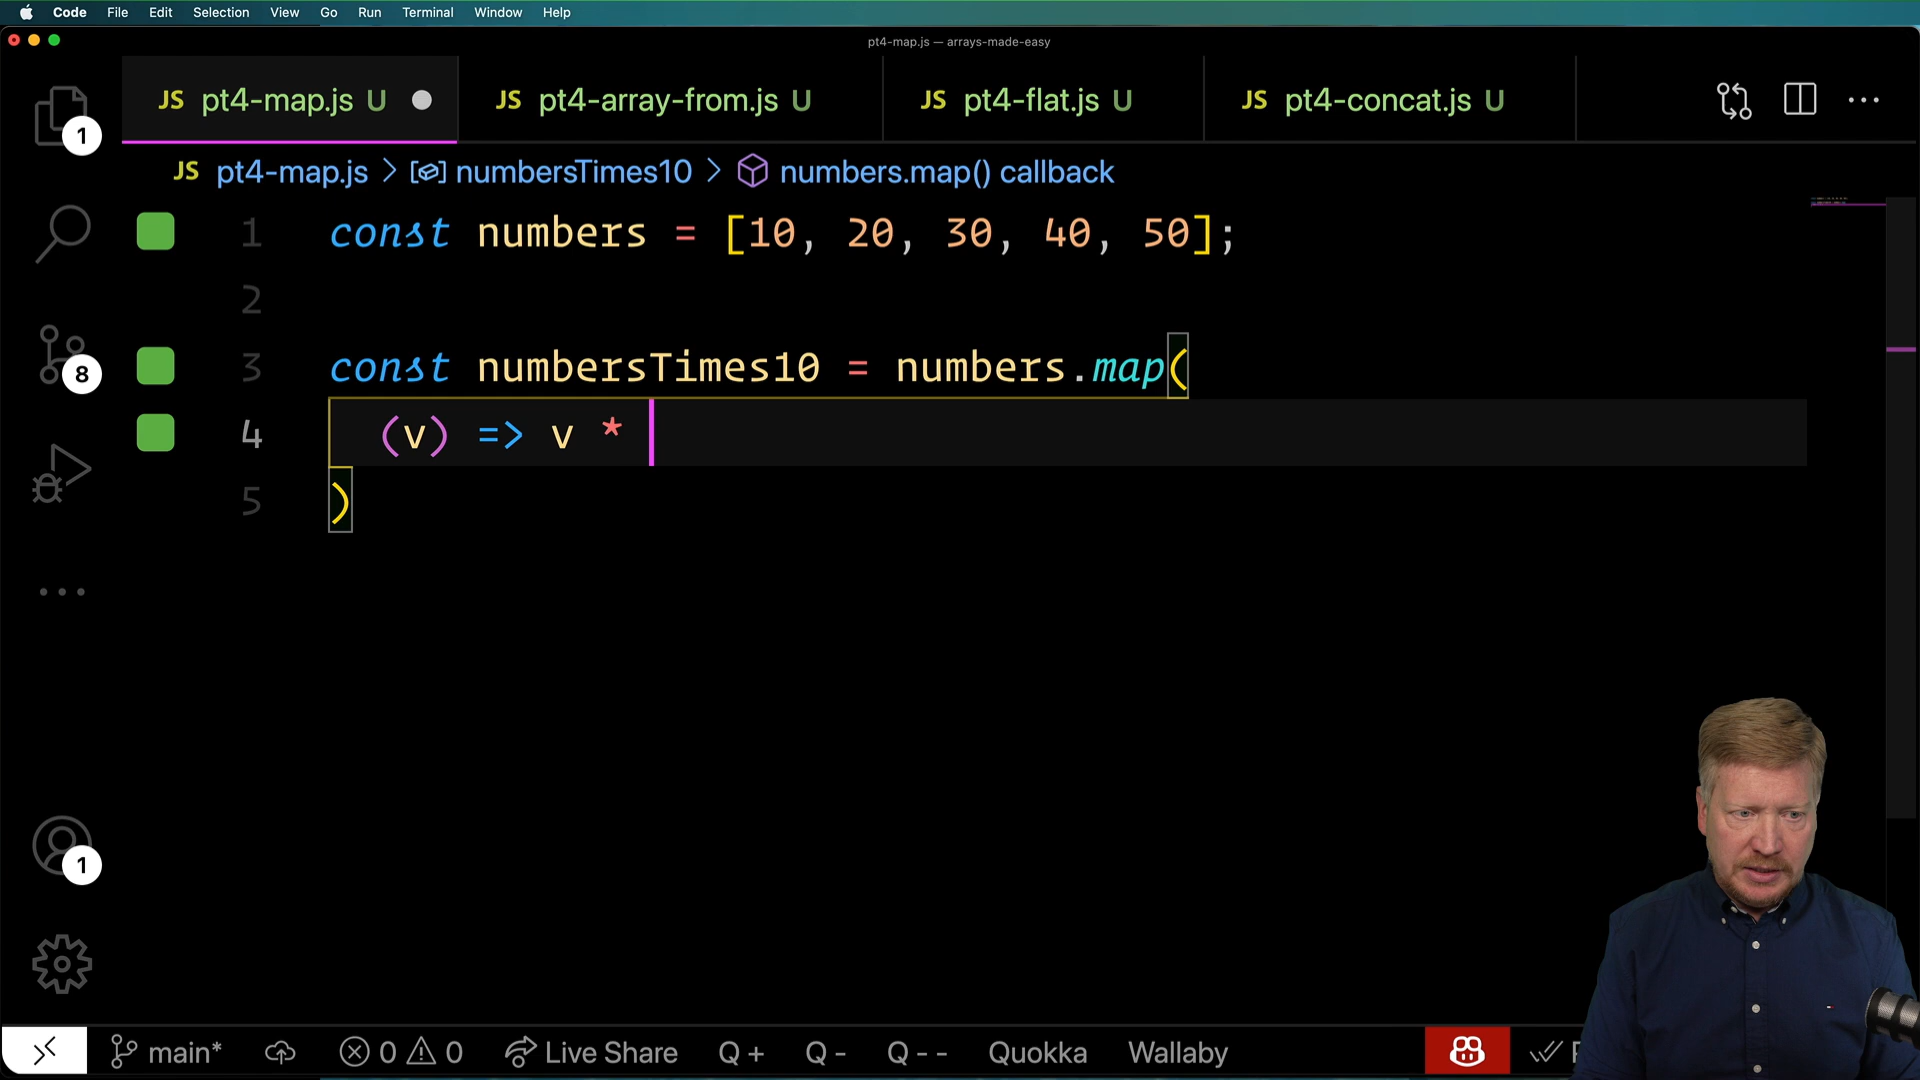 Code File Edit Selection View Go Run Terminal Window Help
pt4-map.js — arrays-made-easy
JS pt4-map.js U JS pt4-array-from.js U JS pt4-flat.js U JS pt4-concat.js U
1
JS pt4-map.js > numbersTimes10 > numbers.map() callback
1 const numbers = [10, 20, 30, 40, 50];
2
8
3 const numbersTimes10 = numbers.map(
4 (v) => v *
5 )
1
main* 0 0 Live Share Q + Q - Q - - Quokka Wallaby